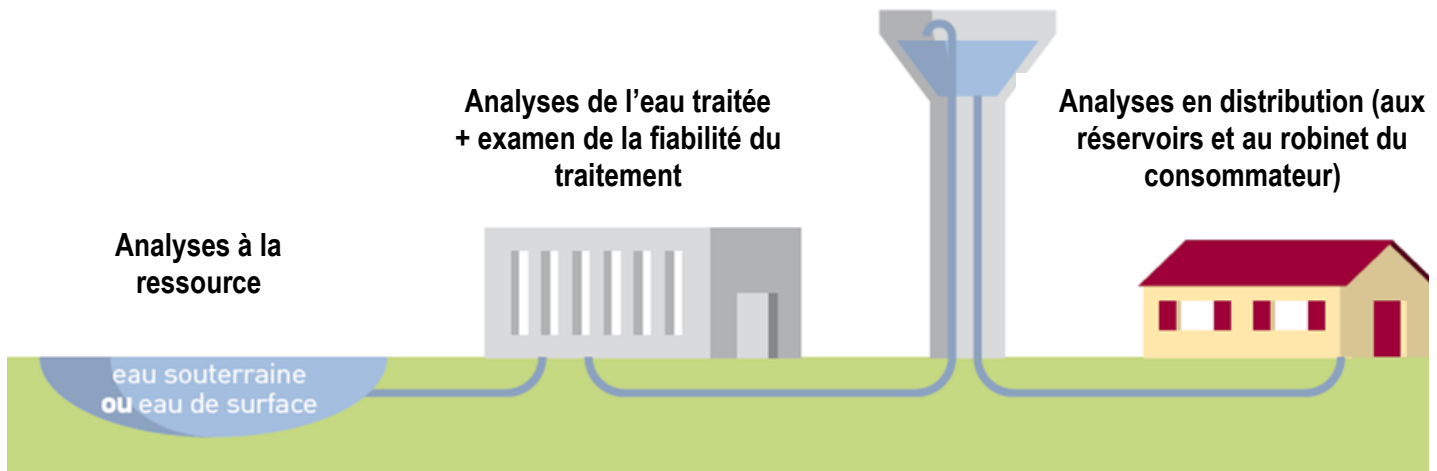 Analyses à la
ressource
eau souterraine
ou eau de surface
Analyses de l’eau traitée
+ examen de la fiabilité du
traitement
Analyses en distribution (aux
réservoirs et au robinet du
consommateur)